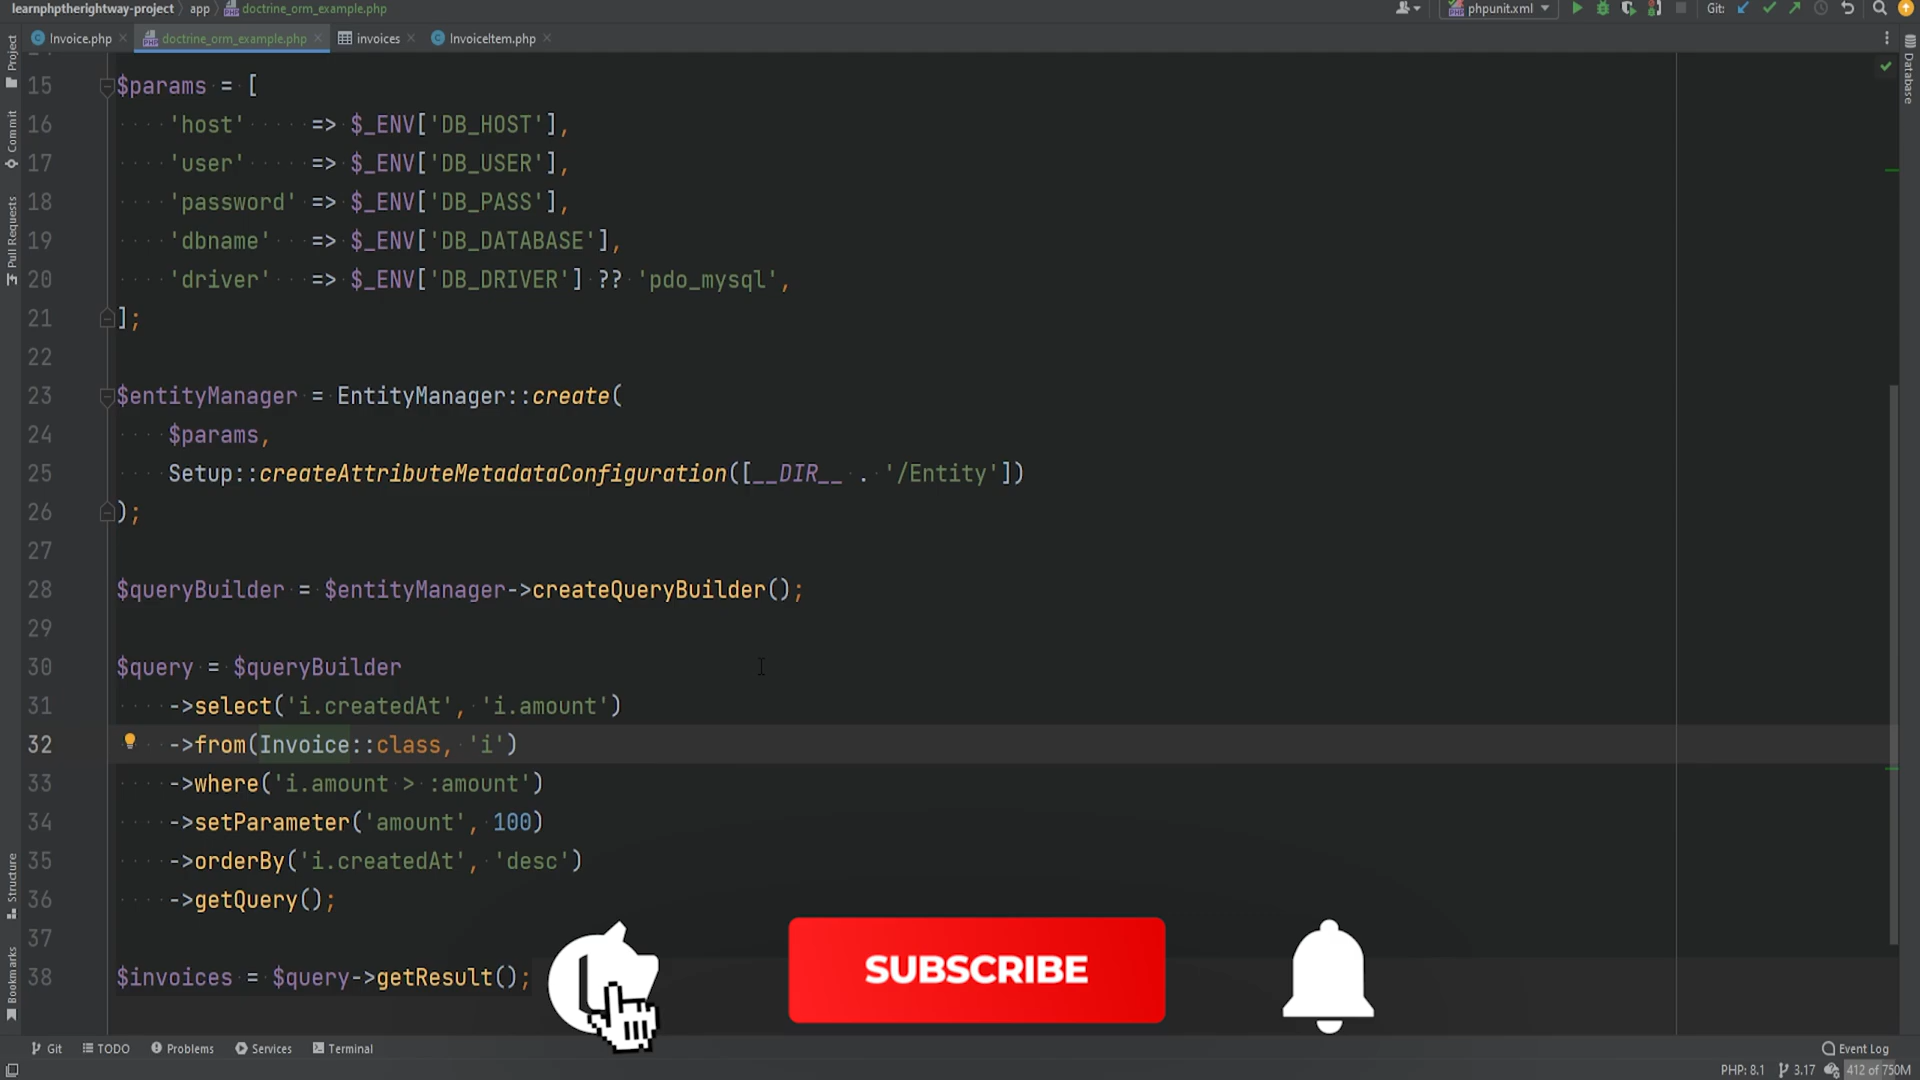 learnphptherightway-project
app
doctrine_orm_example.php
phpunit.xml
Git:
Invoice.php
doctrine_orm_example.php
invoices
InvoiceItem.php
Project
Commit
Pull Requests
Structure
Bookmarks
Database
15 $params = [
16 'host' => $_ENV['DB_HOST'],
17 'user' => $_ENV['DB_USER'],
18 'password' => $_ENV['DB_PASS'],
19 'dbname' => $_ENV['DB_DATABASE'],
20 'driver' => $_ENV['DB_DRIVER'] ?? 'pdo_mysql',
21 ];
22
23 $entityManager = EntityManager::create(
24 $params,
25 Setup::createAttributeMetadataConfiguration([__DIR__ . '/Entity'])
26 );
27
28 $queryBuilder = $entityManager->createQueryBuilder();
29
30 $query = $queryBuilder
31 ->select('i.createdAt', 'i.amount')
32 ->from(Invoice::class, 'i')
33 ->where('i.amount > :amount')
34 ->setParameter('amount', 100)
35 ->orderBy('i.createdAt', 'desc')
36 ->getQuery();
37
38 $invoices = $query->getResult();
SUBSCRIBE
Git
TODO
Problems
Services
Terminal
Event Log
PHP: 8.1
3.17
412 of 750M